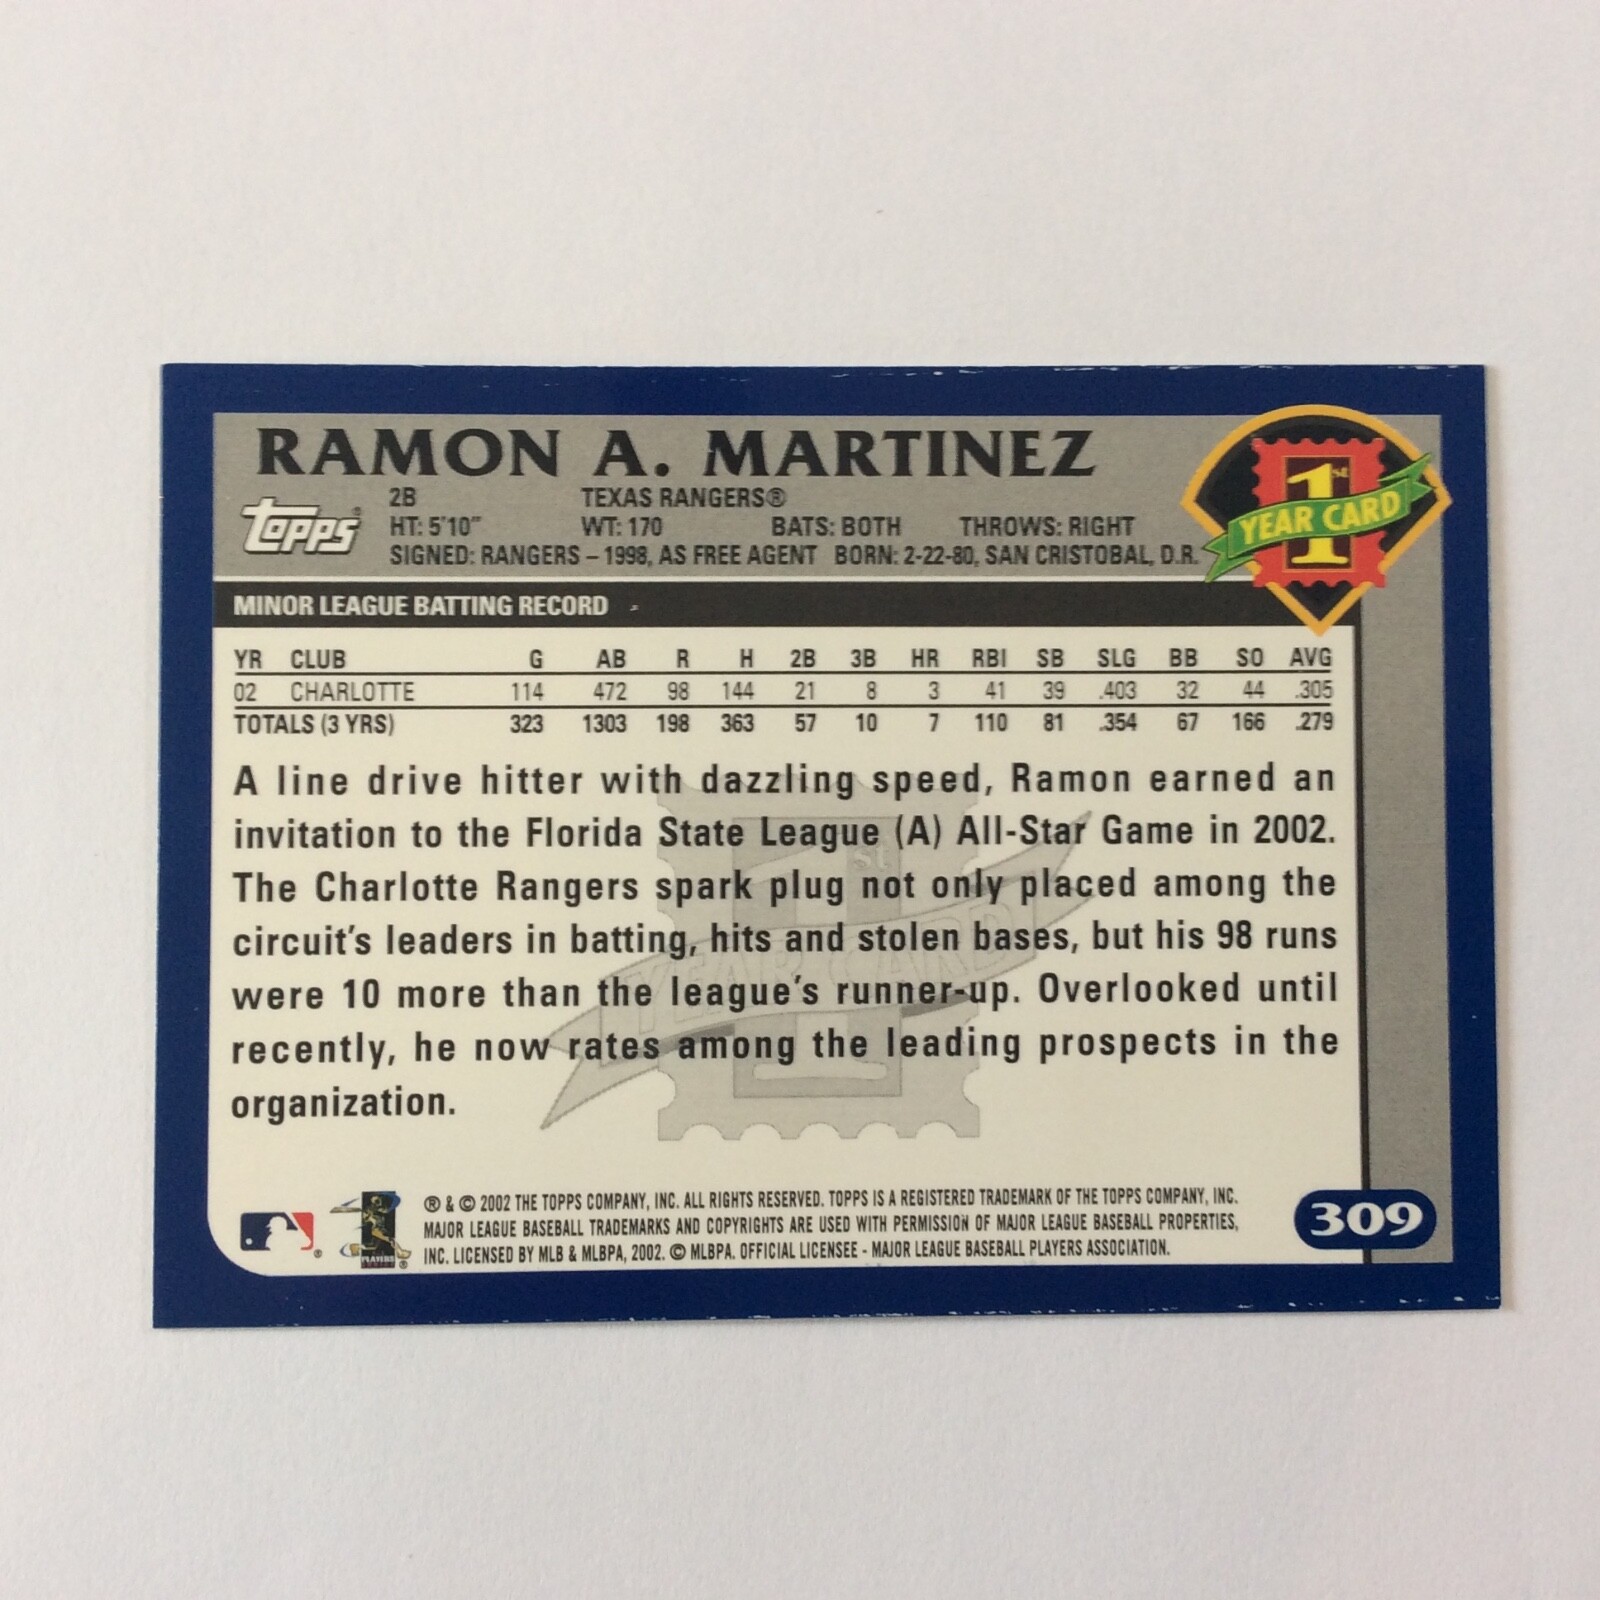 RAMON A. MARTINEZ
topps®
2B TEXAS RANGERS®
HT: 5'10" WT: 170 BATS: BOTH THROWS: RIGHT
SIGNED: RANGERS – 1998, AS FREE AGENT BORN: 2-22-80, SAN CRISTOBAL, D.R.
1ST
YEAR CARD
MINOR LEAGUE BATTING RECORD
YR CLUB G AB R H 2B 3B HR RBI SB SLG BB SO AVG
02 CHARLOTTE 114 472 98 144 21 8 3 41 39 .403 32 44 .305
TOTALS (3 YRS) 323 1303 198 363 57 10 7 110 81 .354 67 166 .279
A line drive hitter with dazzling speed, Ramon earned an
invitation to the Florida State League (A) All-Star Game in 2002.
The Charlotte Rangers spark plug not only placed among the
circuit's leaders in batting, hits and stolen bases, but his 98 runs
were 10 more than the league's runner-up. Overlooked until
recently, he now rates among the leading prospects in the
organization.
1ST
YEAR CARD
® & © 2002 THE TOPPS COMPANY, INC. ALL RIGHTS RESERVED. TOPPS IS A REGISTERED TRADEMARK OF THE TOPPS COMPANY, INC.
MAJOR LEAGUE BASEBALL TRADEMARKS AND COPYRIGHTS ARE USED WITH PERMISSION OF MAJOR LEAGUE BASEBALL PROPERTIES,
INC. LICENSED BY MLB & MLBPA, 2002. © MLBPA. OFFICIAL LICENSEE - MAJOR LEAGUE BASEBALL PLAYERS ASSOCIATION.
PLAYERS
309